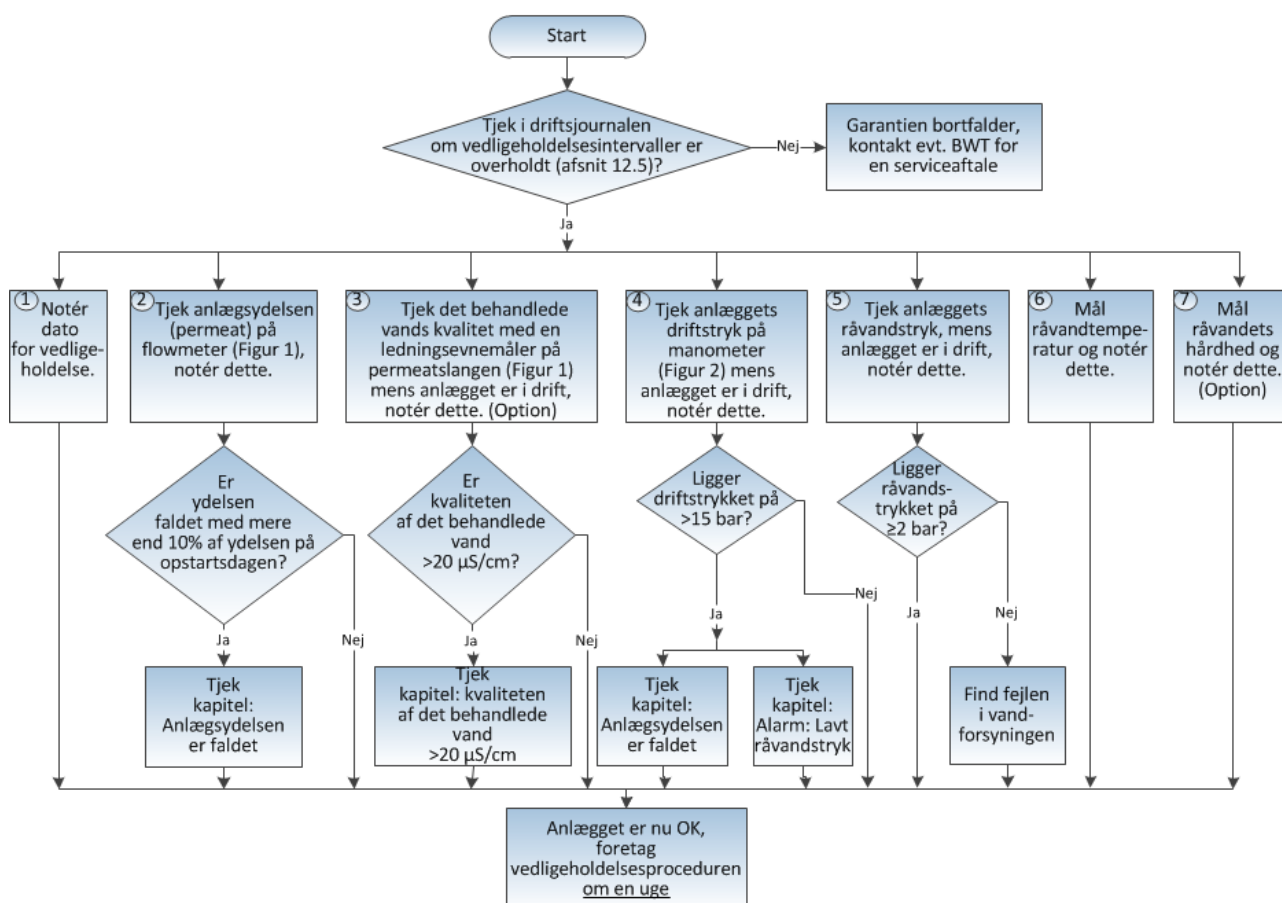 Start
Tjek i driftsjournalen
om vedligeholdelsesintervaller er
overholdt (afsnit 12.5)?
Nej
Garantien bortfalder,
kontakt evt. BWT for
en serviceaftale
Ja
1
Notér
dato
for vedlige-
holdelse.
2
Tjek anlægsydelsen
(permeat) på
flowmeter (Figur 1),
notér dette.
3
Tjek det behandlede
vands kvalitet med en
ledningsevnemåler på
permeatslangen (Figur 1)
mens anlægget er i drift,
notér dette. (Option)
4
Tjek anlæggets
driftstryk på
manometer
(Figur 2) mens
anlægget er i drift,
notér dette.
5
Tjek anlæggets
råvandstryk, mens
anlægget er i drift,
notér dette.
6
Mål
råvandtempe-
ratur og notér
dette.
7
Mål
råvandets
hårdhed og
notér dette.
(Option)
Er
ydelsen
faldet med mere
end 10% af ydelsen på
opstartsdagen?
Er
kvaliteten
af det behandlede
vand
>20 µS/cm?
Ligger
driftstrykket på
>15 bar?
Ligger
råvands-
trykket på
≥2 bar?
Ja
Nej
Ja
Nej
Ja
Nej
Ja
Nej
Tjek
kapitel:
Anlægsydelsen
er faldet
Tjek
kapitel: kvaliteten
af det behandlede
vand
>20 µS/cm
Tjek
kapitel:
Anlægsydelsen
er faldet
Tjek
kapitel:
Alarm: Lavt
råvandstryk
Find fejlen
i vand-
forsyningen
Anlægget er nu OK,
foretag
vedligeholdelsesproceduren
om en uge